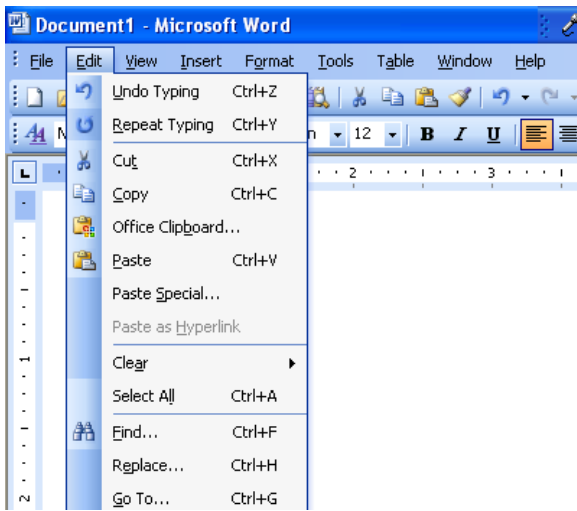 Document1 - Microsoft Word
File Edit View Insert Format Tools Table Window Help
Undo Typing Ctrl+Z
Repeat Typing Ctrl+Y
12 B I U
Cut Ctrl+X
2 3
Copy Ctrl+C
Office Clipboard...
Paste Ctrl+V
Paste Special...
Paste as Hyperlink
1
Clear
Select All Ctrl+A
Find... Ctrl+F
Replace... Ctrl+H
2
Go To... Ctrl+G